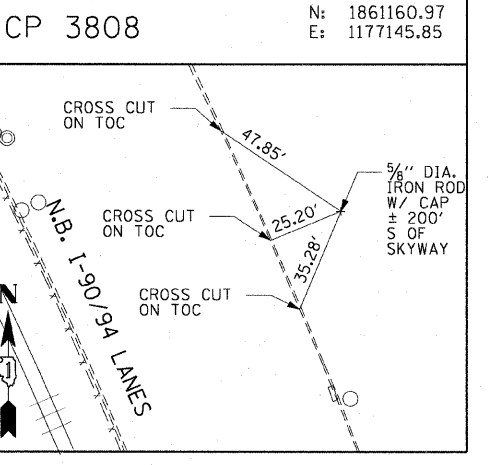 CP 3808
N: 1861160.97
E: 1177145.85
CROSS CUT
ON TOC
47.85'
5/8" DIA.
IRON ROD
W/ CAP
± 200'
S OF
SKYWAY
CROSS CUT
ON TOC
25.20'
35.28'
CROSS CUT
ON TOC
N.B. I-90/94 LANES
N
1